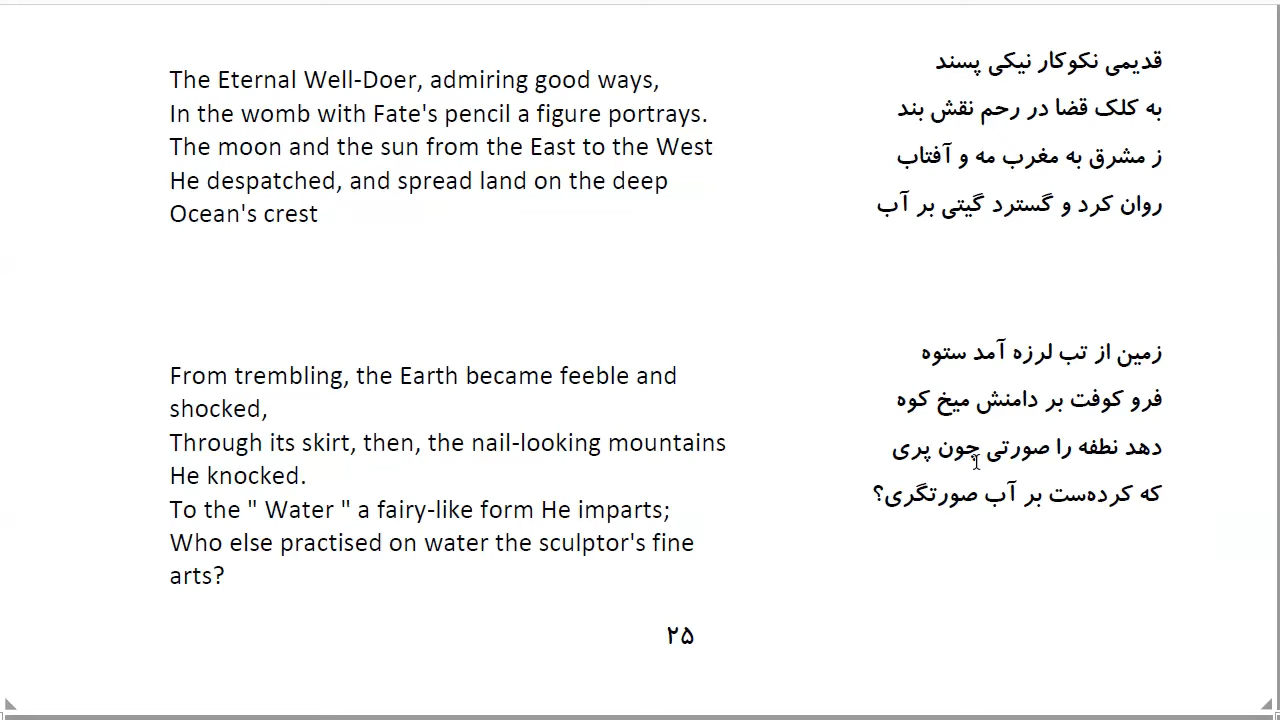 The Eternal Well-Doer, admiring good ways,
In the womb with Fate's pencil a figure portrays.
The moon and the sun from the East to the West
He despatched, and spread land on the deep
Ocean's crest
قدیمی نکوکار نیکی پسند
به کلک قضا در رحم نقش بند
ز مشرق به مغرب مه و آفتاب
روان کرد و گسترد گیتی بر آب
From trembling, the Earth became feeble and
shocked,
Through its skirt, then, the nail-looking mountains
He knocked.
To the " Water " a fairy-like form He imparts;
Who else practised on water the sculptor's fine
arts?
زمین از تب لرزه آمد ستوه
فرو کوفت بر دامنش میخ کوه
دهد نطفه را صورتی چون پری
که کرده‌ست بر آب صورتگری؟
۲۵